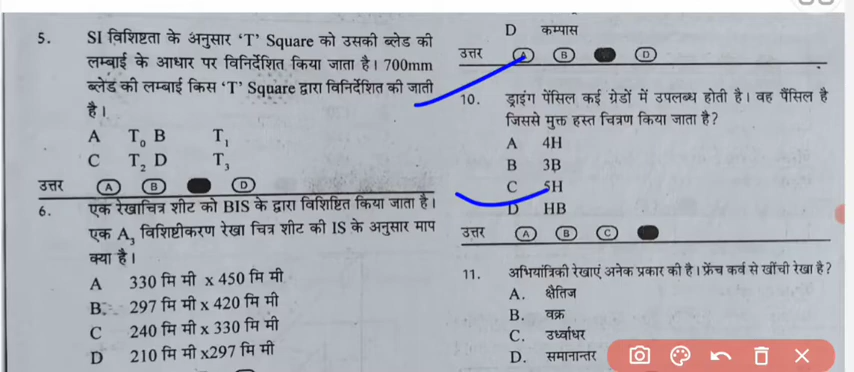 5. SI विशिष्टता के अनुसार ‘T’ Square को उसकी ब्लेड की
लम्बाई के आधार पर विनिर्देशित किया जाता है। 700mm
ब्लेड की लम्बाई किस ‘T’ Square द्वारा विनिर्देशित की जाती
है।
A T₀ B T₁
C T₂ D T₃
उत्तर A B D
6. एक रेखाचित्र शीट को BIS के द्वारा विशिष्टित किया जाता है।
एक A₃ विशिष्टीकरण रेखा चित्र शीट की IS के अनुसार माप
क्या है।
A 330 मि मी x 450 मि मी
B. 297 मि मी x 420 मि मी
C 240 मि मी x 330 मि मी
D 210 मि मी x297 मि मी
D कम्पास
उत्तर A B D
10. ड्राइंग पेंसिल कई ग्रेडों में उपलब्ध होती है। वह पैंसिल है
जिससे मुक्त हस्त चित्रण किया जाता है?
A 4H
B 3B
C 5H
D HB
उत्तर A B C
11. अभियांत्रिकी रेखाएं अनेक प्रकार की है। फ्रेंच कर्व से खींची रेखा है?
A. क्षैतिज
B. वक्र
C. उर्ध्वाधर
D. समानान्तर